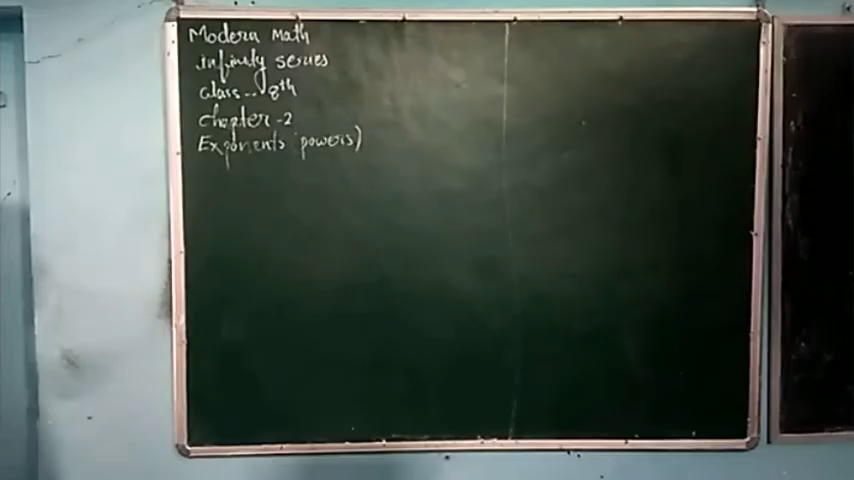 Modern Math
infinity series
class.. 8th
chapter-2
Exponents powers)